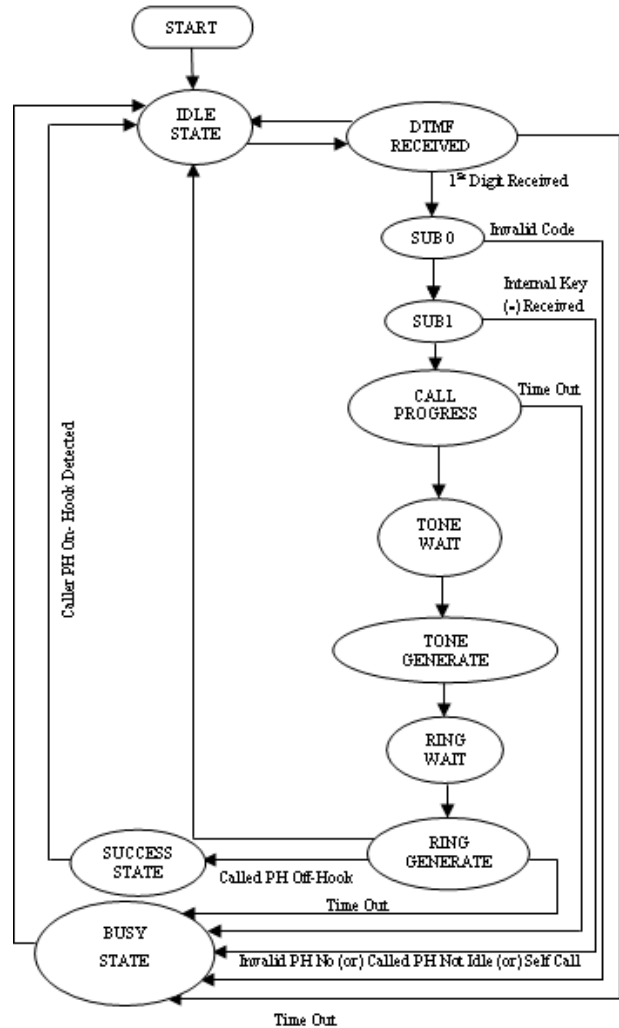 START
IDLE
STATE
DTMF
RECEIVED
1st Digit Received
SUB 0
Invalid Code
Internal Key
(-) Received
SUB1
CALL
PROGRESS
Time Out
Caller PH On- Hook Detected
TONE
WAIT
TONE
GENERATE
RING
WAIT
RING
GENERATE
SUCCESS
STATE
Called PH Off-Hook
Time Out
BUSY
STATE
Invalid PH No (or) Called PH Not Idle (or) Self Call
Time Out